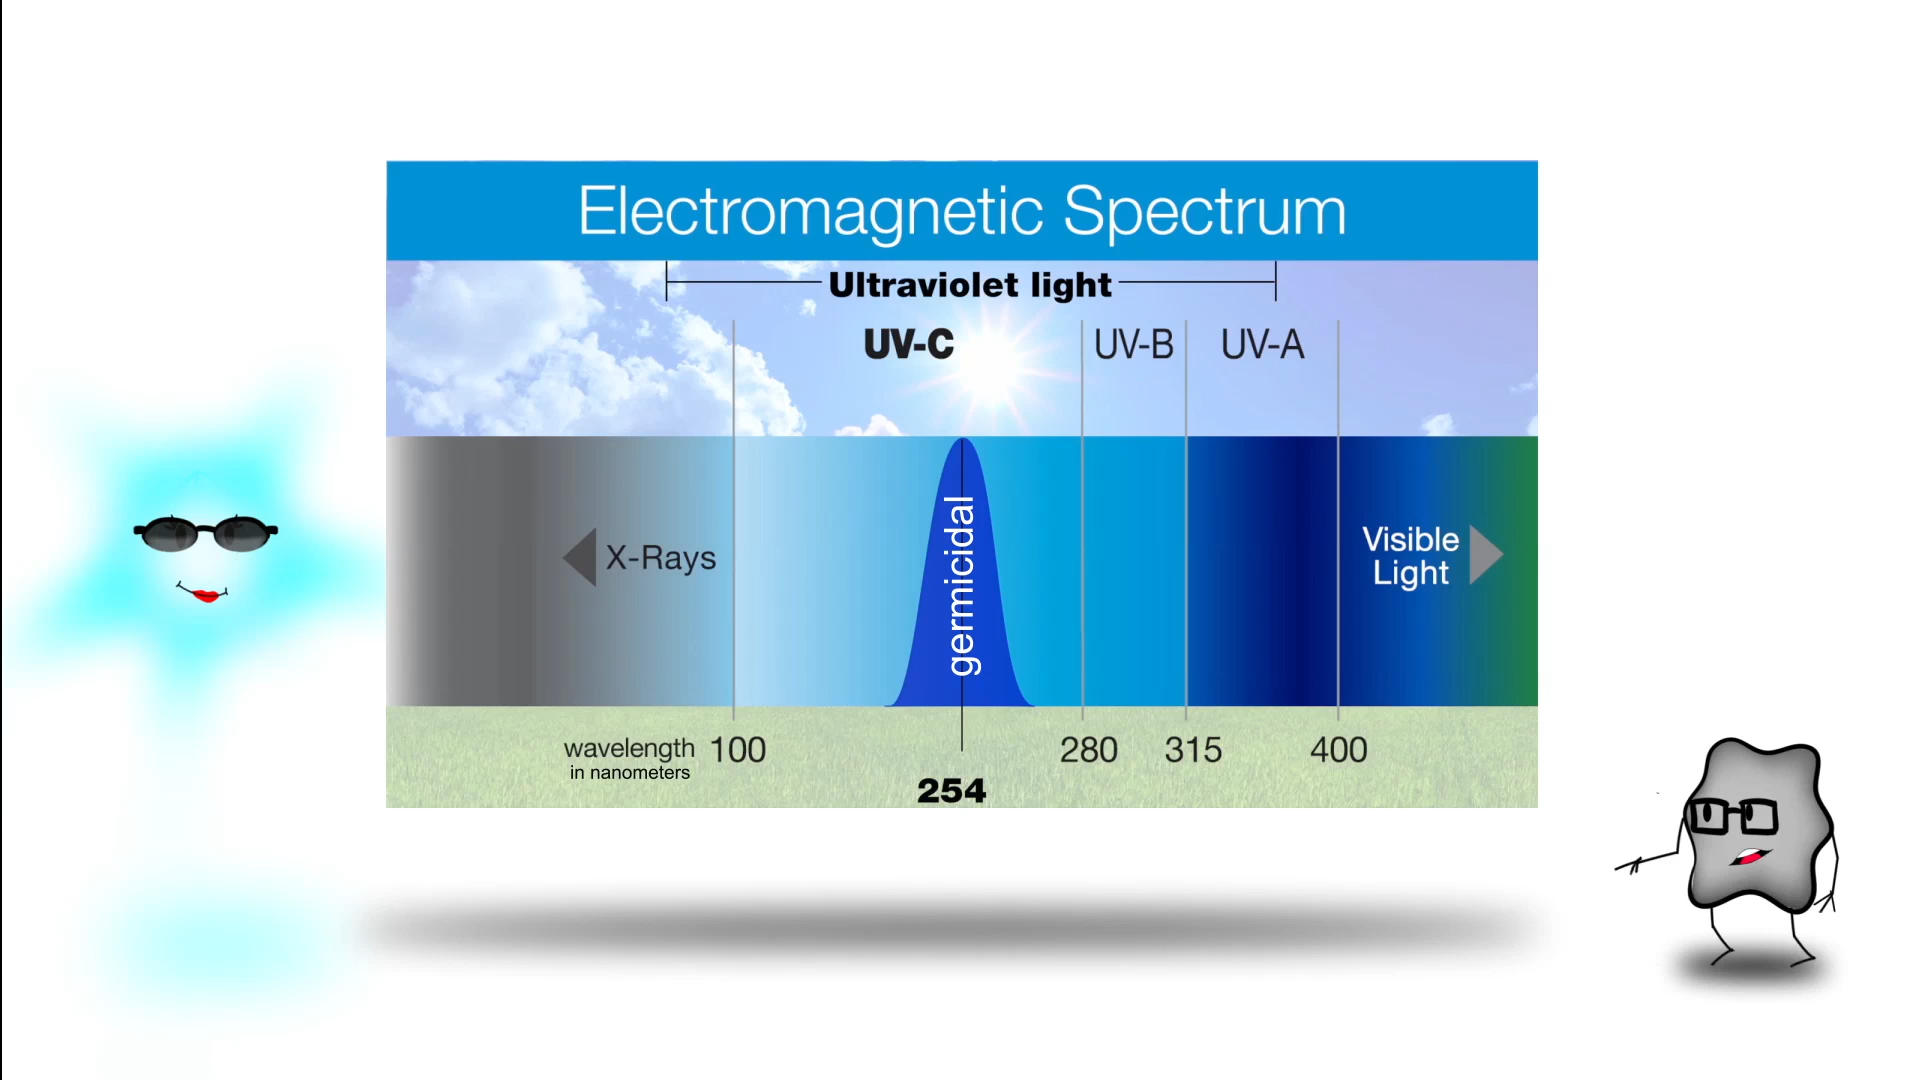 Electromagnetic Spectrum
Ultraviolet light
UV-C UV-B UV-A
X-Rays
germicidal
Visible
Light
wavelength
in nanometers
100 280 315 400
254